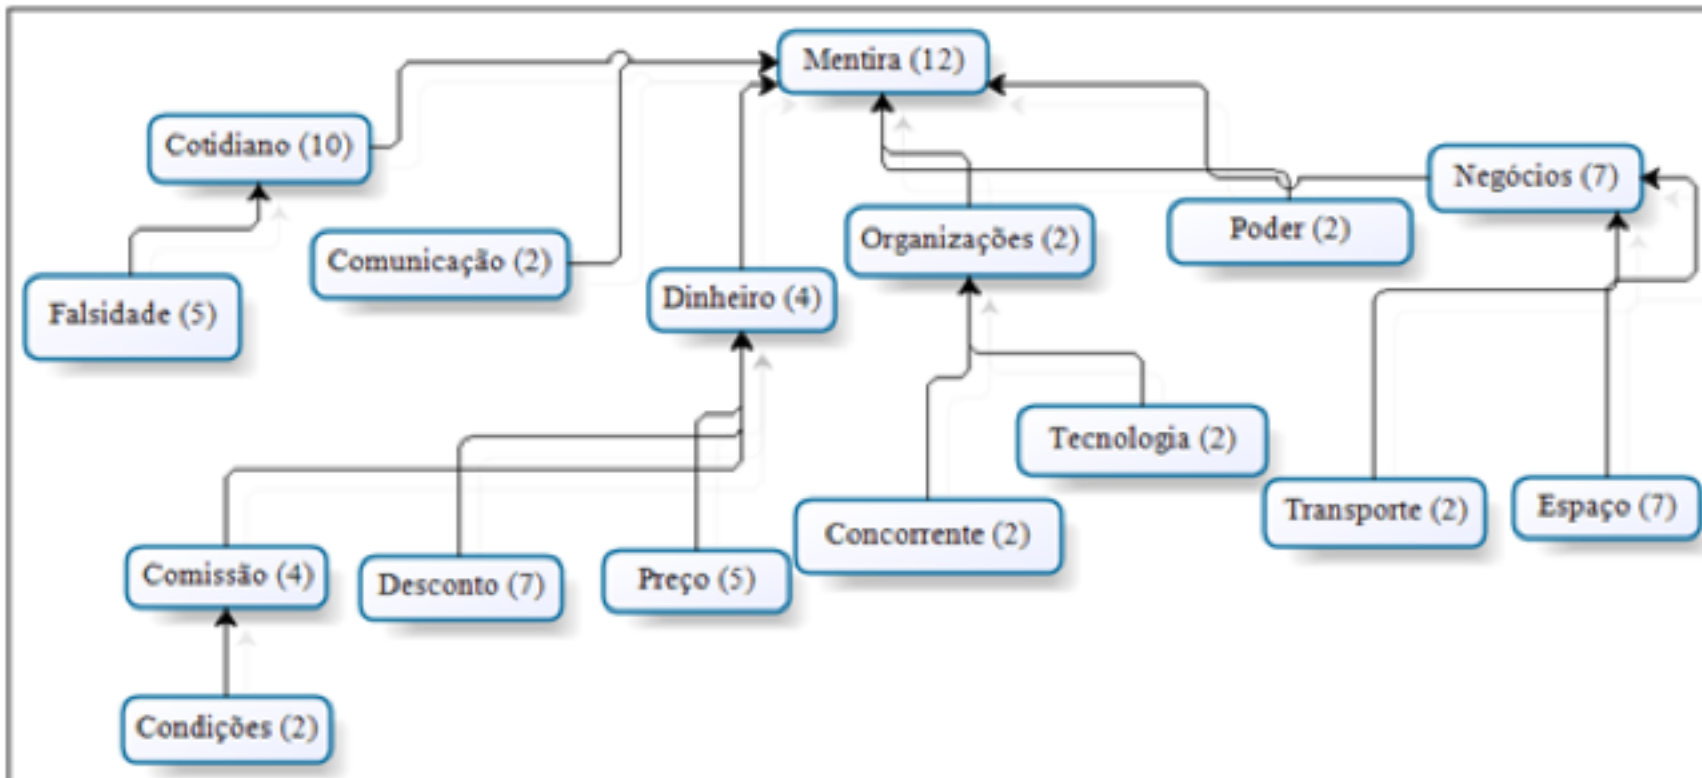 Mentira (12)
Cotidiano (10)
Negócios (7)
Organizações (2)
Poder (2)
Comunicação (2)
Dinheiro (4)
Falsidade (5)
Tecnologia (2)
Transporte (2)
Espaço (7)
Concorrente (2)
Comissão (4)
Desconto (7)
Preço (5)
Condições (2)